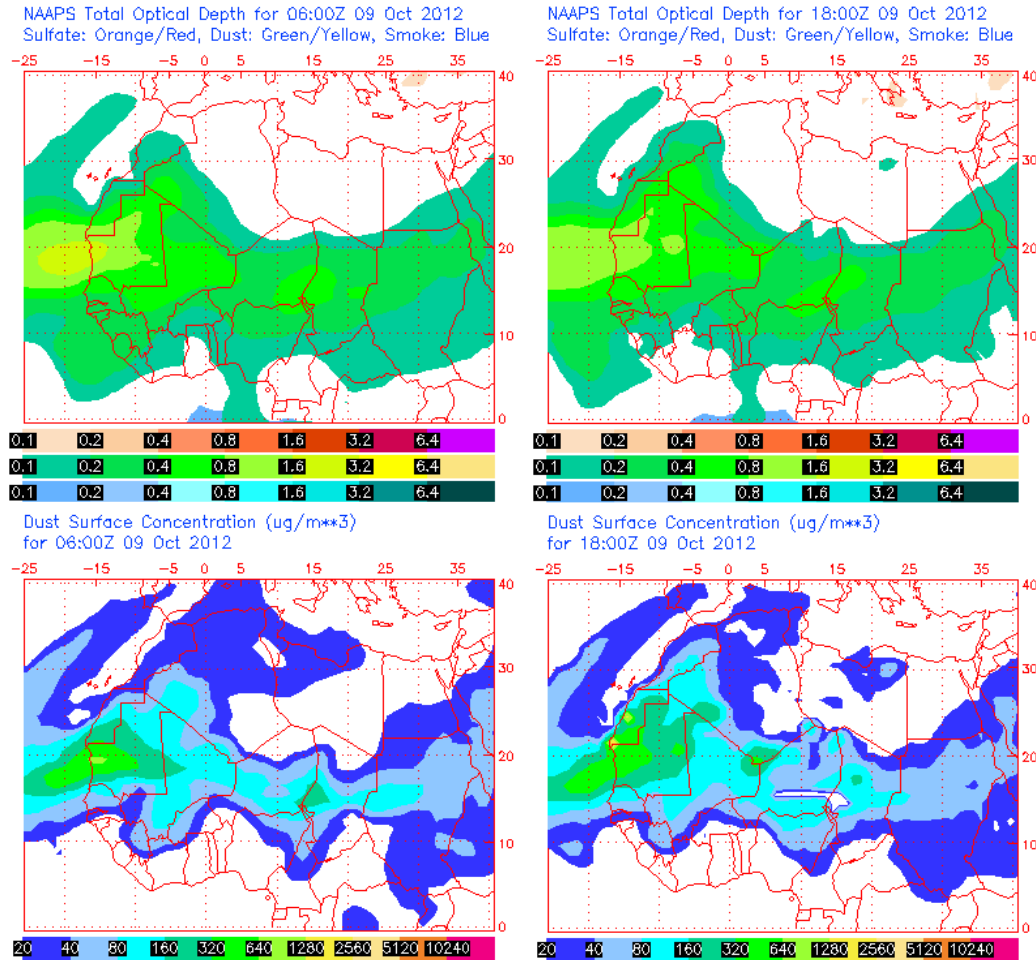 NAAPS Total Optical Depth for 06:00Z 09 Oct 2012
Sulfate: Orange/Red, Dust: Green/Yellow, Smoke: Blue
-25 -15 -5 0 5 15 25 35
40
30
20
10
0
0.1 0.2 0.4 0.8 1.6 3.2 6.4
0.1 0.2 0.4 0.8 1.6 3.2 6.4
0.1 0.2 0.4 0.8 1.6 3.2 6.4
NAAPS Total Optical Depth for 18:00Z 09 Oct 2012
Sulfate: Orange/Red, Dust: Green/Yellow, Smoke: Blue
-25 -15 -5 0 5 15 25 35
40
30
20
10
0
0.1 0.2 0.4 0.8 1.6 3.2 6.4
0.1 0.2 0.4 0.8 1.6 3.2 6.4
0.1 0.2 0.4 0.8 1.6 3.2 6.4
Dust Surface Concentration (ug/m**3)
for 06:00Z 09 Oct 2012
-25 -15 -5 0 5 15 25 35
40
30
20
10
0
20 40 80 160 320 640 1280 2560 5120 10240
Dust Surface Concentration (ug/m**3)
for 18:00Z 09 Oct 2012
-25 -15 -5 0 5 15 25 35
40
30
20
10
0
20 40 80 160 320 640 1280 2560 5120 10240